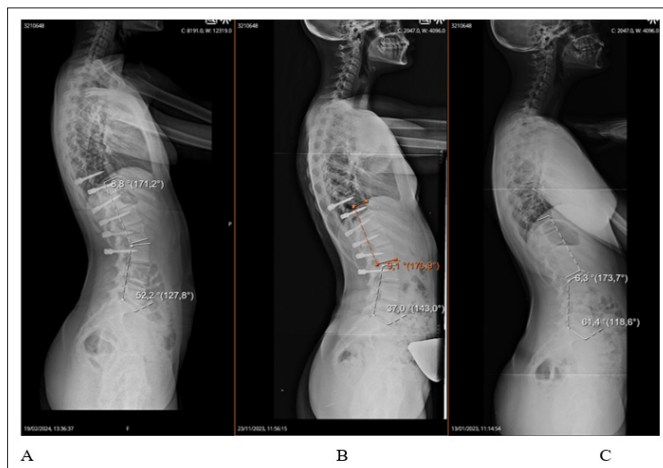 3210648
C: 8191.0, W: 12319.0
6,8 °(171,2°)
P
52,2 °(127,8°)
19/02/2024, 13:36:37
F
3210648
C: 2047.0, W: 4096.0
37,0 °(143,0°)
23/11/2023, 11:56:15
3210648
C: 2047.0, W: 4096.0
6,3 °(173,7°)
61,4 °(118,6°)
13/01/2023, 11:14:54
A
B
C